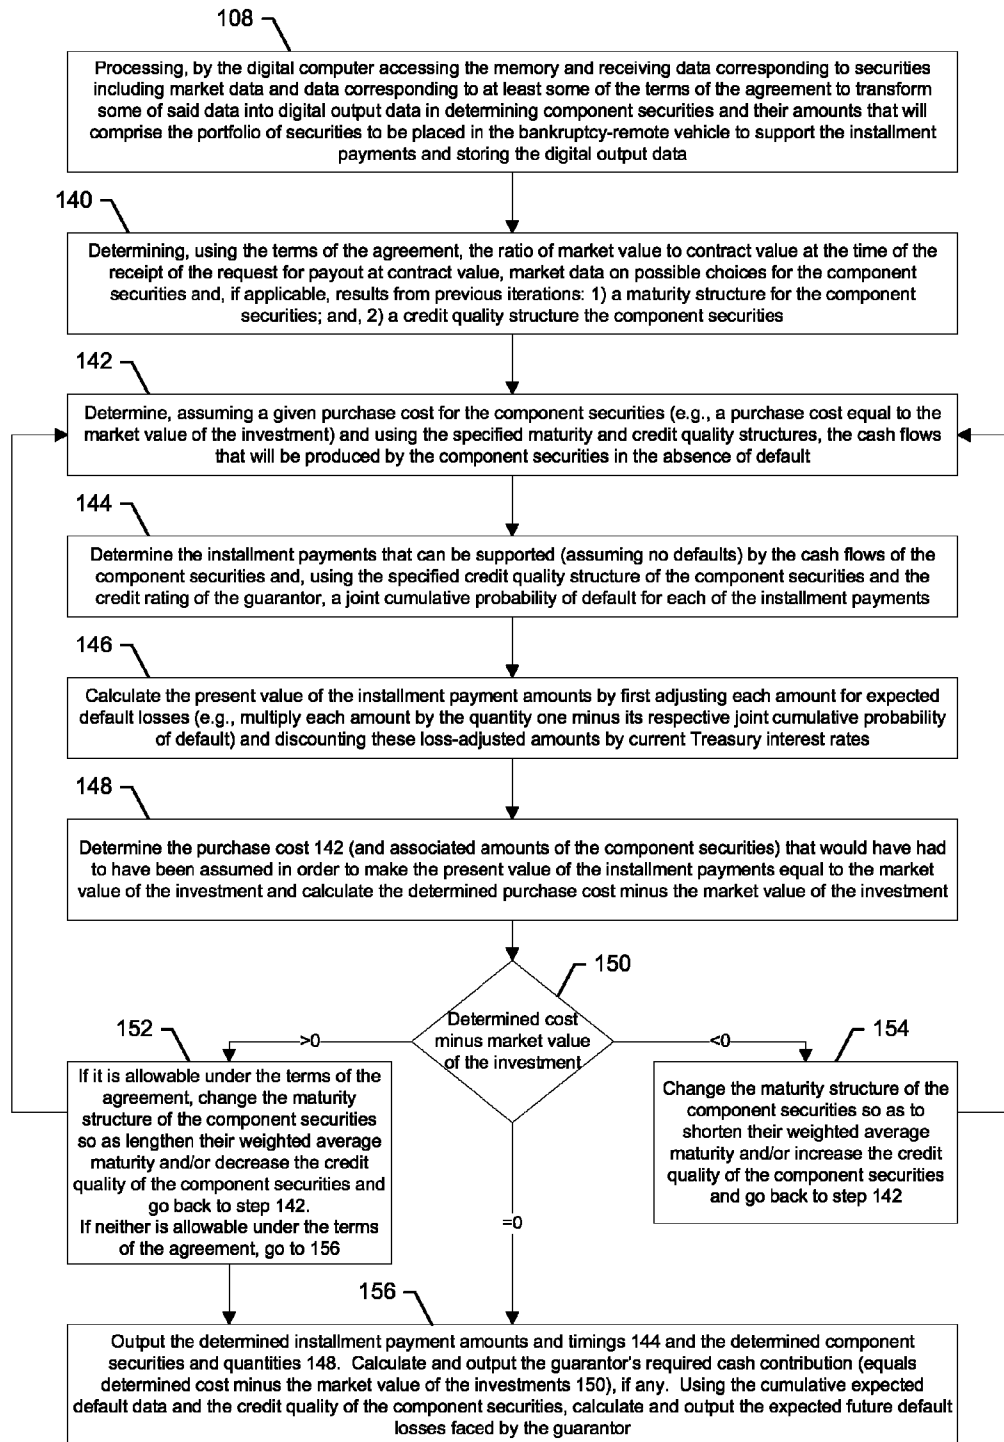 108
Processing, by the digital computer accessing the memory and receiving data corresponding to securities
including market data and data corresponding to at least some of the terms of the agreement to transform
some of said data into digital output data in determining component securities and their amounts that will
comprise the portfolio of securities to be placed in the bankruptcy-remote vehicle to support the installment
payments and storing the digital output data
140
Determining, using the terms of the agreement, the ratio of market value to contract value at the time of the
receipt of the request for payout at contract value, market data on possible choices for the component
securities and, if applicable, results from previous iterations: 1) a maturity structure for the component
securities; and, 2) a credit quality structure the component securities
142
Determine, assuming a given purchase cost for the component securities (e.g., a purchase cost equal to the
market value of the investment) and using the specified maturity and credit quality structures, the cash flows
that will be produced by the component securities in the absence of default
144
Determine the installment payments that can be supported (assuming no defaults) by the cash flows of the
component securities and, using the specified credit quality structure of the component securities and the
credit rating of the guarantor, a joint cumulative probability of default for each of the installment payments
146
Calculate the present value of the installment payment amounts by first adjusting each amount for expected
default losses (e.g., multiply each amount by the quantity one minus its respective joint cumulative probability
of default) and discounting these loss-adjusted amounts by current Treasury interest rates
148
Determine the purchase cost 142 (and associated amounts of the component securities) that would have had
to have been assumed in order to make the present value of the installment payments equal to the market
value of the investment and calculate the determined purchase cost minus the market value of the investment
150
Determined cost
minus market value
of the investment
>0
<0
=0
152
If it is allowable under the terms of the
agreement, change the maturity
structure of the component securities
so as lengthen their weighted average
maturity and/or decrease the credit
quality of the component securities and
go back to step 142.
If neither is allowable under the terms
of the agreement, go to 156
154
Change the maturity structure of the
component securities so as to
shorten their weighted average
maturity and/or increase the credit
quality of the component securities
and go back to step 142
156
Output the determined installment payment amounts and timings 144 and the determined component
securities and quantities 148.  Calculate and output the guarantor's required cash contribution (equals
determined cost minus the market value of the investments 150), if any.  Using the cumulative expected
default data and the credit quality of the component securities, calculate and output the expected future default
losses faced by the guarantor